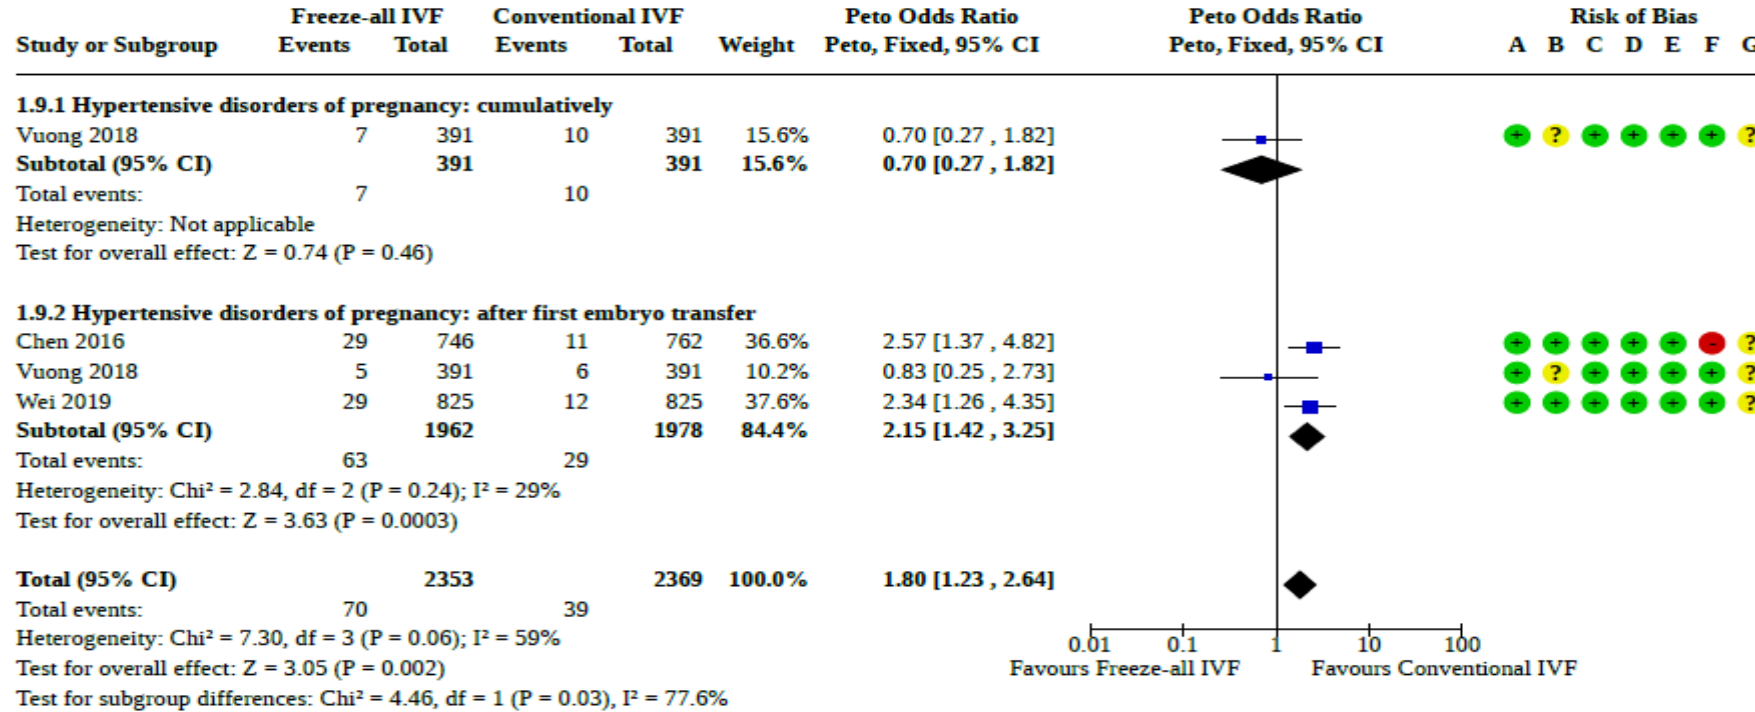 Freeze-all IVF Conventional IVF Peto Odds Ratio Peto Odds Ratio Risk of Bias
Study or Subgroup Events Total Events Total Weight Peto, Fixed, 95% CI Peto, Fixed, 95% CI A B C D E F G
1.9.1 Hypertensive disorders of pregnancy: cumulatively
Vuong 2018 7 391 10 391 15.6% 0.70 [0.27 , 1.82] + ? + + + + ?
Subtotal (95% CI) 391 391 15.6% 0.70 [0.27 , 1.82]
Total events: 7 10
Heterogeneity: Not applicable
Test for overall effect: Z = 0.74 (P = 0.46)
1.9.2 Hypertensive disorders of pregnancy: after first embryo transfer
Chen 2016 29 746 11 762 36.6% 2.57 [1.37 , 4.82] + + + + + - ?
Vuong 2018 5 391 6 391 10.2% 0.83 [0.25 , 2.73] + ? + + + + ?
Wei 2019 29 825 12 825 37.6% 2.34 [1.26 , 4.35] + + + + + + ?
Subtotal (95% CI) 1962 1978 84.4% 2.15 [1.42 , 3.25]
Total events: 63 29
Heterogeneity: Chi² = 2.84, df = 2 (P = 0.24); I² = 29%
Test for overall effect: Z = 3.63 (P = 0.0003)
Total (95% CI) 2353 2369 100.0% 1.80 [1.23 , 2.64]
Total events: 70 39
Heterogeneity: Chi² = 7.30, df = 3 (P = 0.06); I² = 59%
0.01 0.1 1 10 100
Test for overall effect: Z = 3.05 (P = 0.002) Favours Freeze-all IVF Favours Conventional IVF
Test for subgroup differences: Chi² = 4.46, df = 1 (P = 0.03), I² = 77.6%